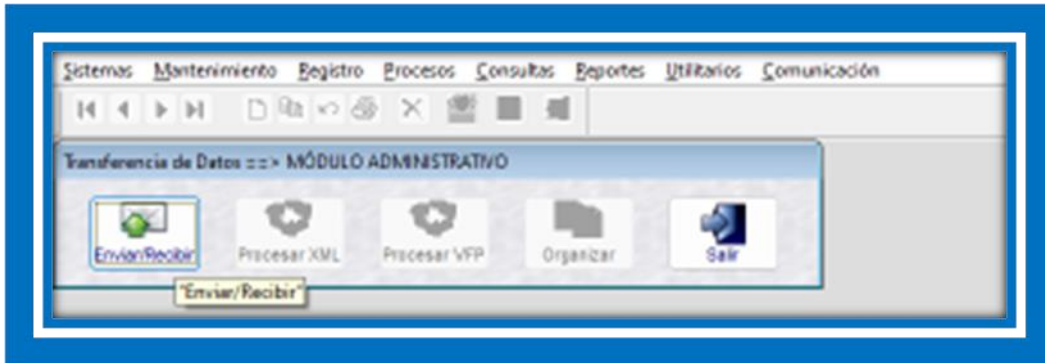 Sistemas Mantenimiento Registro Procesos Consultas Reportes Utilitarios Comunicación
Transferencia de Datos ::> MÓDULO ADMINISTRATIVO
Enviar/Recibir Procesar XML Procesar VFP Organizar Salir
"Enviar/Recibir"